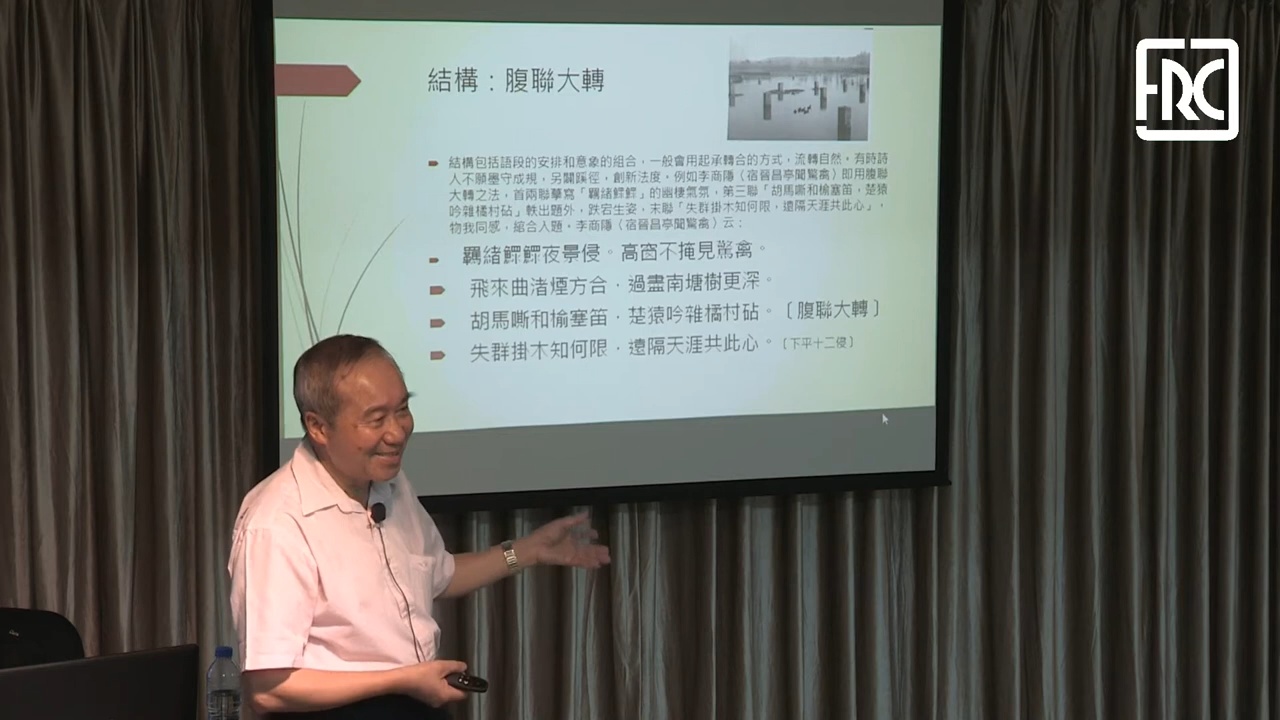 FRC
結構：腹聯大轉
結構包括語段的安排和意象的組合，一般會用起承轉合的方式，流轉自然。有時詩
人不願墨守成規，另闢蹊徑，創新法度。例如李商隱〈宿晉昌亭聞驚禽〉即用腹聯
大轉之法，首兩聯摹寫「羈緒鰥鰥」的幽棲氣氛，第三聯「胡馬嘶和榆塞笛，楚猿
吟雜橘村砧」軼出題外，跌宕生姿，末聯「失群掛木知何限，遠隔天涯共此心」，
物我同感，綰合入題。李商隱〈宿晉昌亭聞驚禽〉云：
羈緒鰥鰥夜景侵。高窗不掩見驚禽。
飛來曲渚煙方合，過盡南塘樹更深。
胡馬嘶和榆塞笛，楚猿吟雜橘村砧。〔腹聯大轉〕
失群掛木知何限，遠隔天涯共此心。〔下平十二侵〕